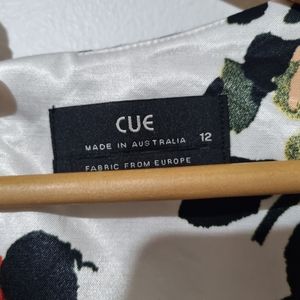 CUE
MADE IN AUSTRALIA 12
FABRIC FROM EUROPE